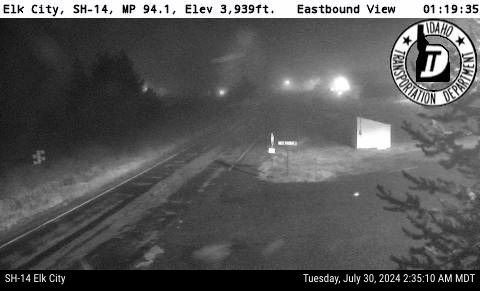 Elk City, SH-14, MP 94.1, Elev 3,939ft. Eastbound View 01:19:35
IDAHO
TRANSPORTATION DEPARTMENT
SH-14 Elk City Tuesday, July 30, 2024 2:35:10 AM MDT